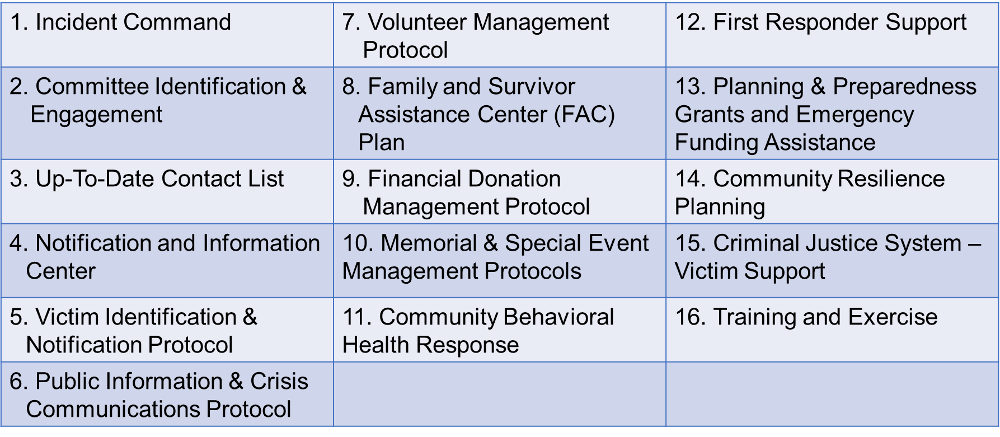 1. Incident Command
2. Committee Identification &
Engagement
3. Up-To-Date Contact List
4. Notification and Information
Center
5. Victim Identification &
Notification Protocol
6. Public Information & Crisis
Communications Protocol
7. Volunteer Management
Protocol
8. Family and Survivor
Assistance Center (FAC)
Plan
9. Financial Donation
Management Protocol
10. Memorial & Special Event
Management Protocols
11. Community Behavioral
Health Response
12. First Responder Support
13. Planning & Preparedness
Grants and Emergency
Funding Assistance
14. Community Resilience
Planning
15. Criminal Justice System –
Victim Support
16. Training and Exercise